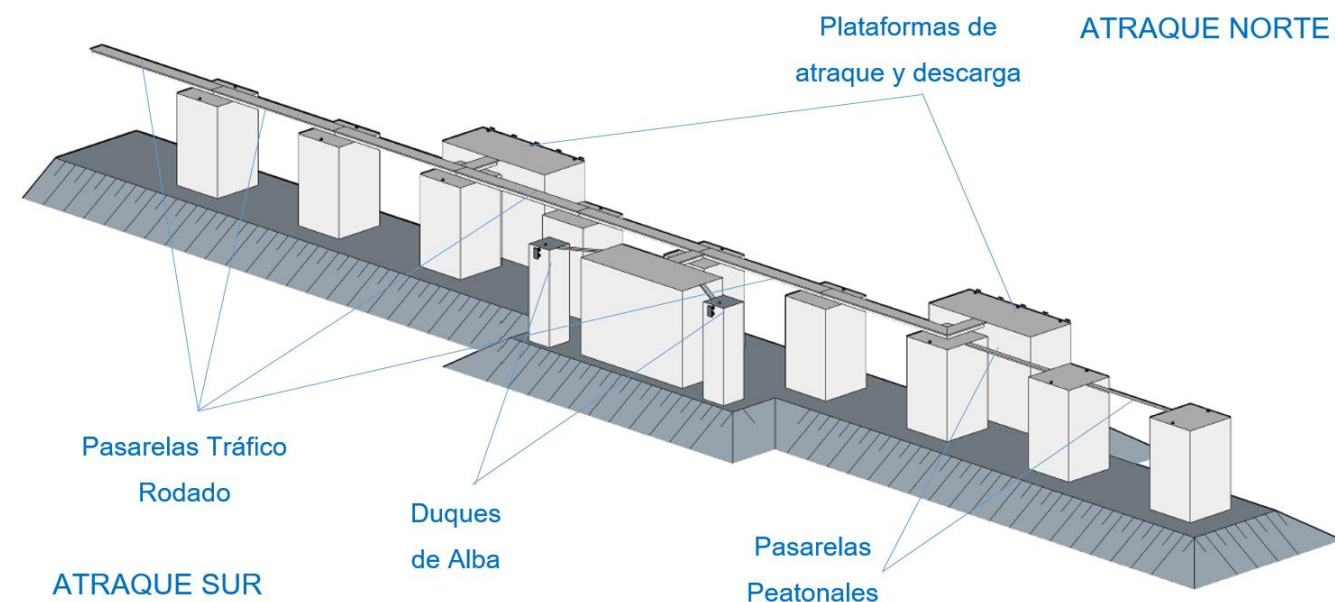 Plataformas de
atraque y descarga
ATRAQUE NORTE
Pasarelas Tráfico
Rodado
Duques
de Alba
Pasarelas
Peatonales
ATRAQUE SUR